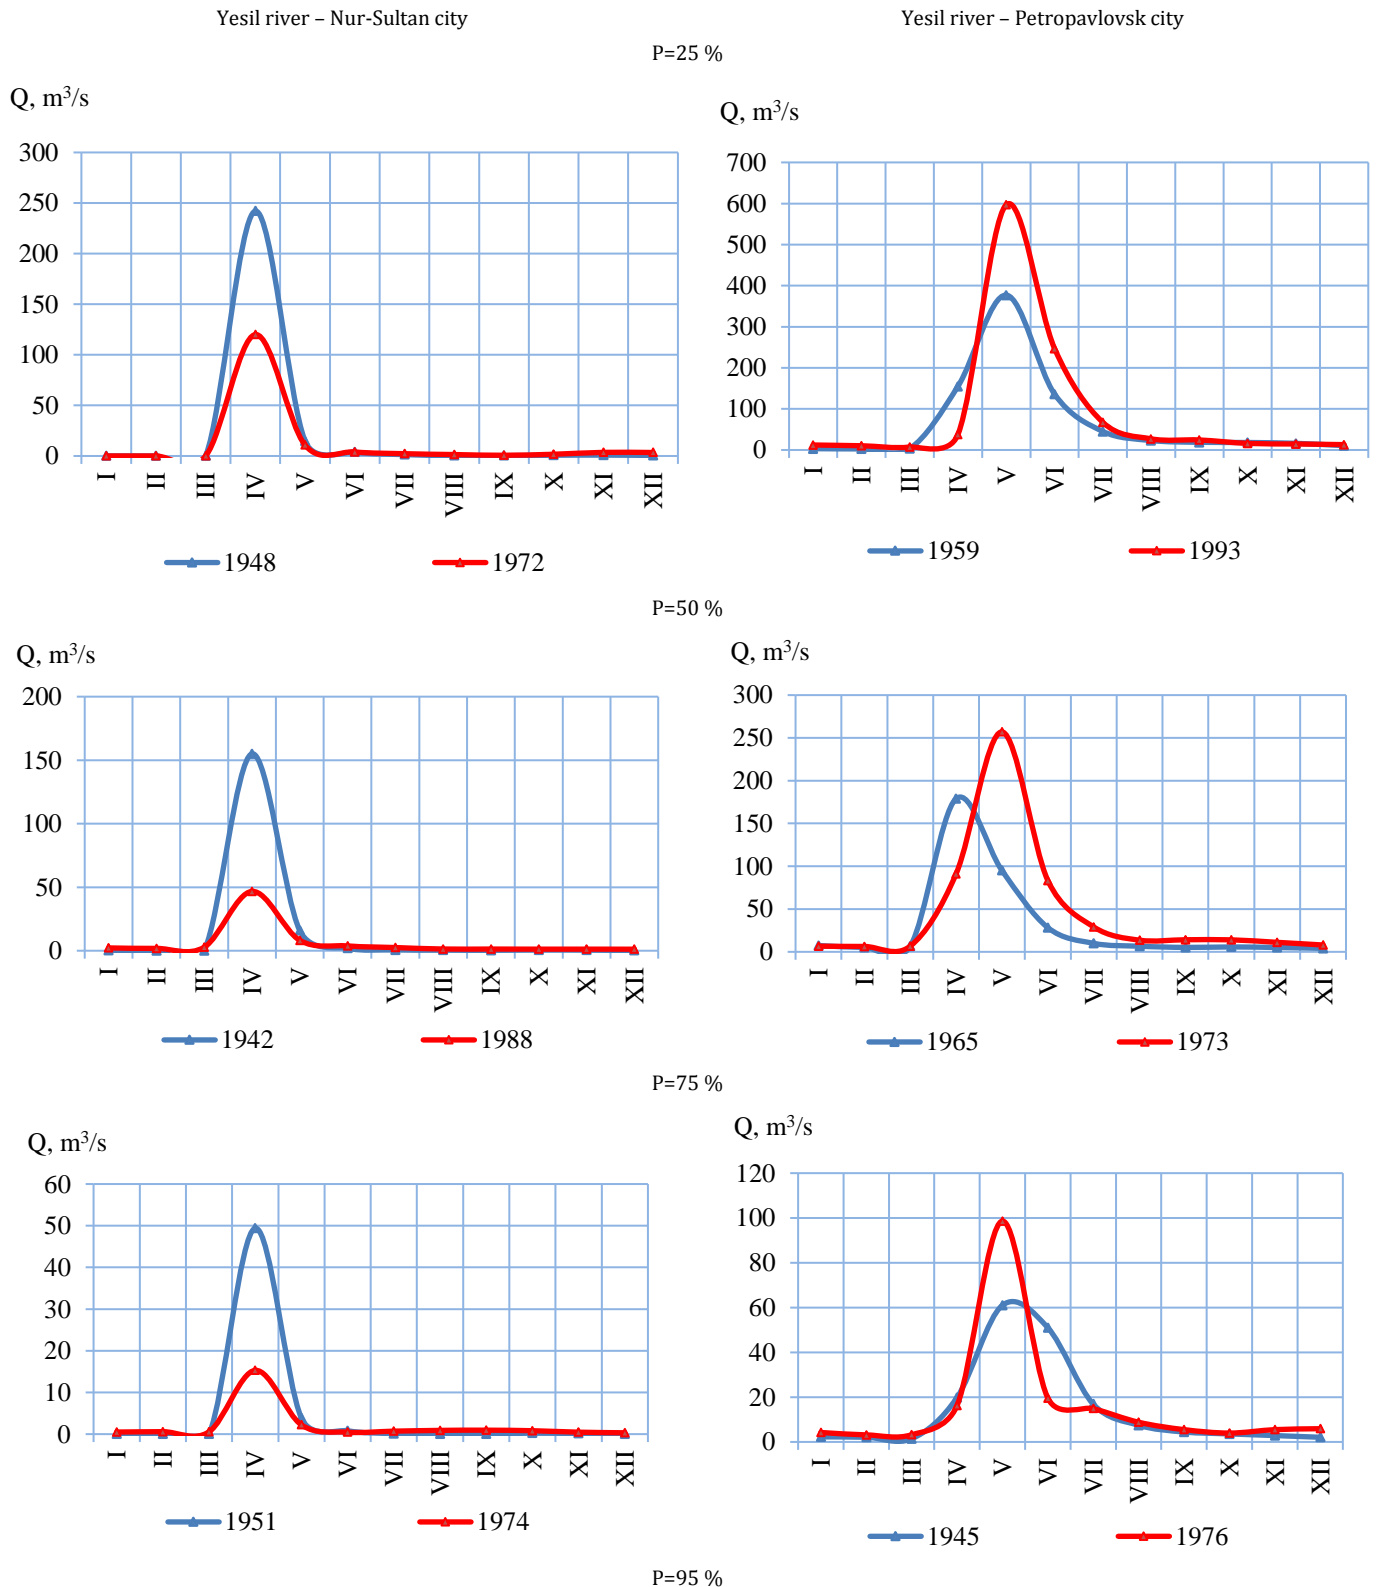 Yesil river – Nur-Sultan city
Yesil river – Petropavlovsk city
P=25 %
Q, m³/s
300
250
200
150
100
50
0
I II III IV V VI VII VIII IX X XI XII
1948 1972
Q, m³/s
700
600
500
400
300
200
100
0
I II III IV V VI VII VIII IX X XI XII
1959 1993
P=50 %
Q, m³/s
200
150
100
50
0
I II III IV V VI VII VIII IX X XI XII
1942 1988
Q, m³/s
300
250
200
150
100
50
0
I II III IV V VI VII VIII IX X XI XII
1965 1973
P=75 %
Q, m³/s
60
50
40
30
20
10
0
I II III IV V VI VII VIII IX X XI XII
1951 1974
Q, m³/s
120
100
80
60
40
20
0
I II III IV V VI VII VIII IX X XI XII
1945 1976
P=95 %